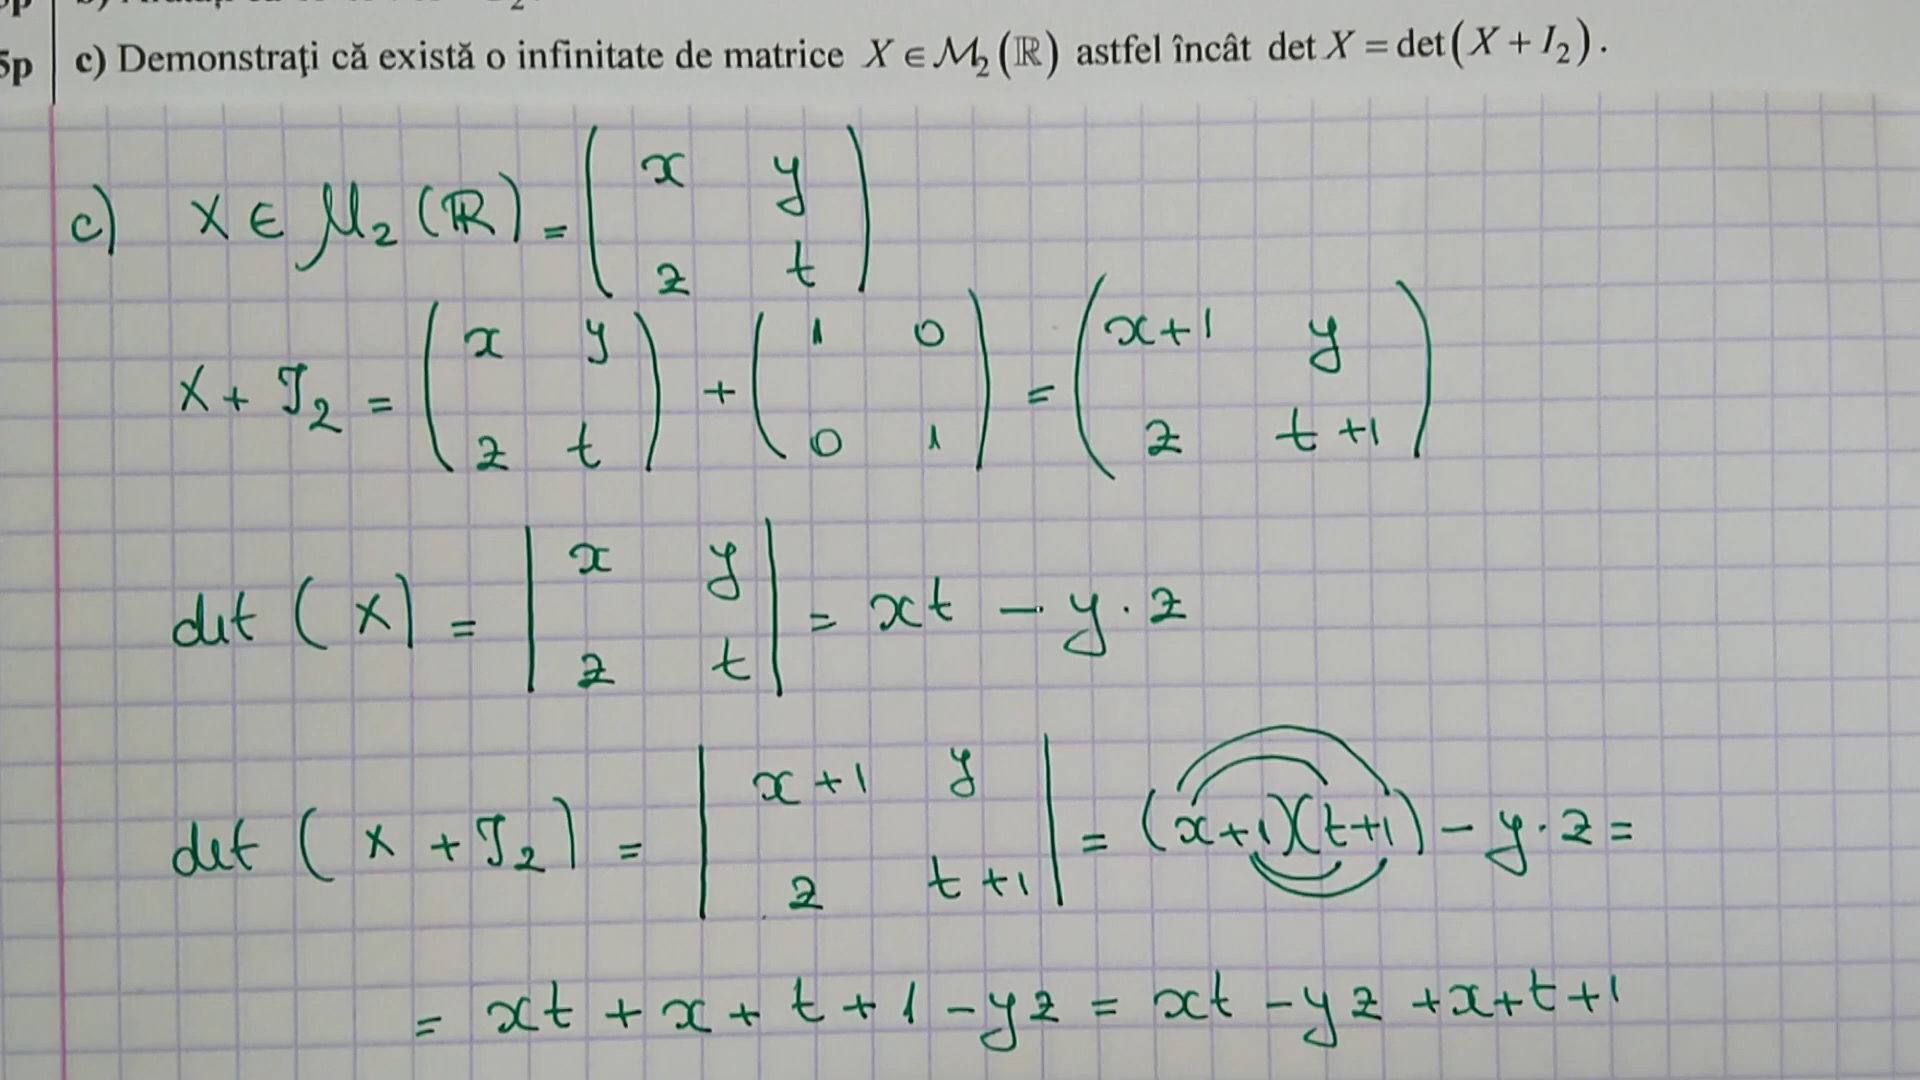 5p c) Demonstrați că există o infinitate de matrice X ∈ M₂(ℝ) astfel încât det X = det(X + I₂).
c) X ∈ M₂(ℝ) = ( x y
z t )
X + I₂ = ( x y
z t ) + ( 1 0
0 1 ) = ( x+1 y
z t+1 )
det (X) = | x y
z t | = xt - y · z
det (X + I₂) = | x+1 y
z t+1 | = (x+1)(t+1) - y · z =
= xt + x + t + 1 - yz = xt - yz + x + t + 1